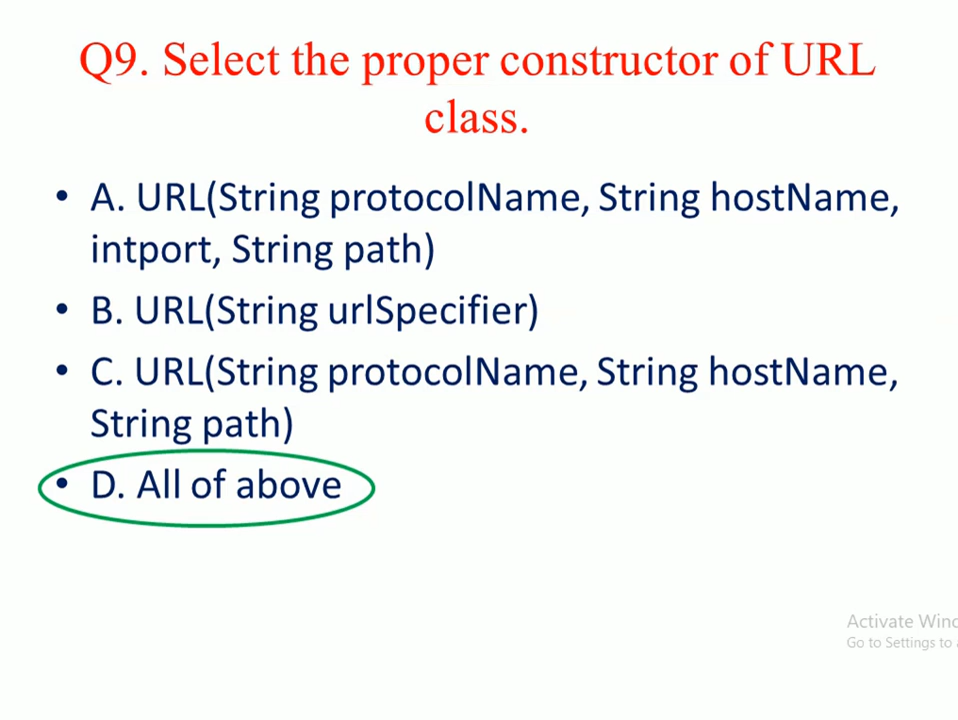 Q9. Select the proper constructor of URL
class.
• A. URL(String protocolName, String hostName,
intport, String path)
• B. URL(String urlSpecifier)
• C. URL(String protocolName, String hostName,
String path)
• D. All of above
Activate Winc
Go to Settings to a